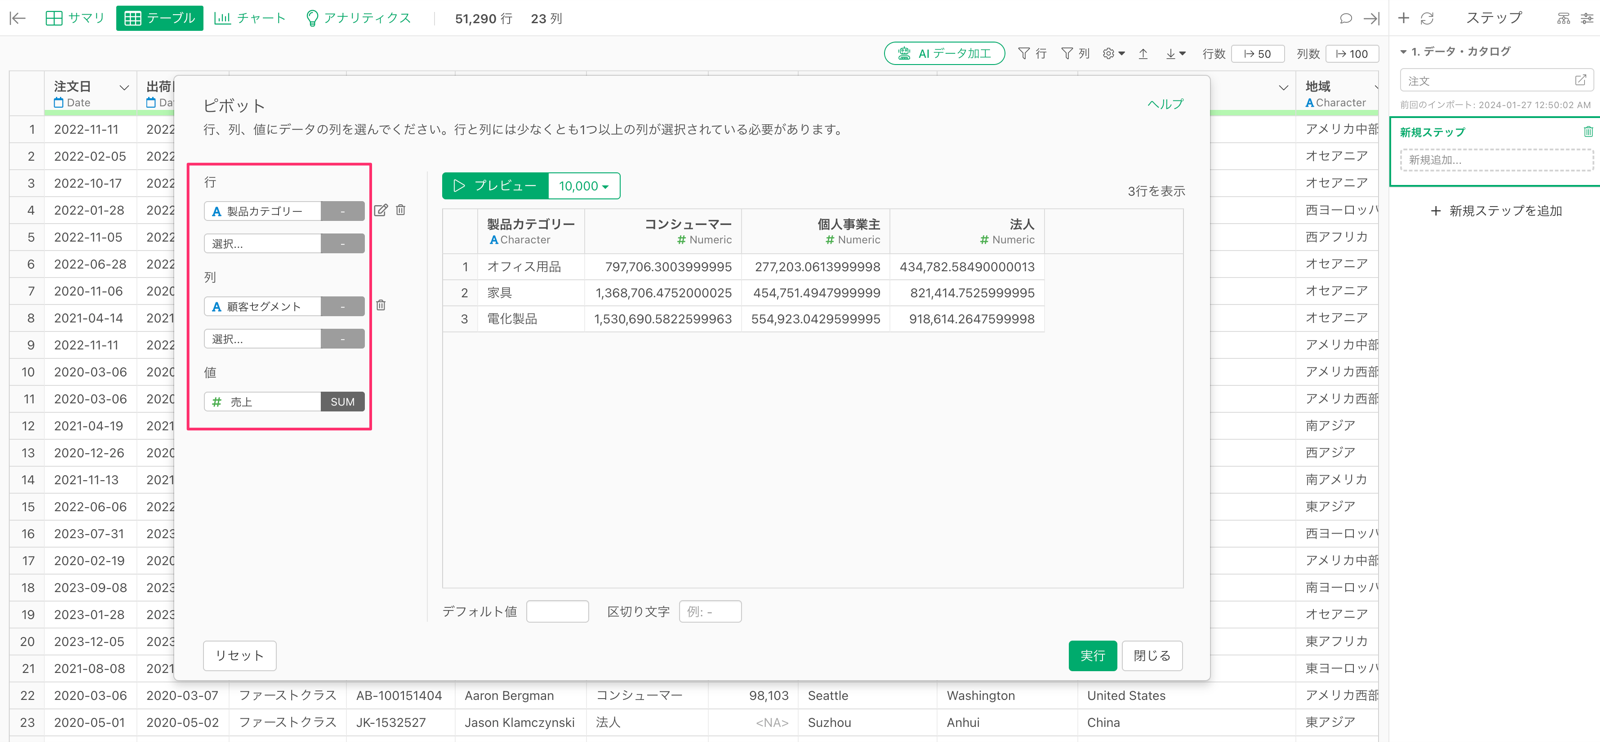 サマリ テーブル チャート アナリティクス 51,290 行 23 列 ステップ
AI データ加工 行 列 行数 50 列数 100
1. データ・カタログ
注文
前回のインポート: 2024-01-27 12:50:02 AM
新規ステップ
新規追加...
+ 新規ステップを追加
注文日 出荷
Date Da
地域
Character
ピボット ヘルプ
行、列、値にデータの列を選んでください。行と列には少なくとも1つ以上の列が選択されている必要があります。
行
A 製品カテゴリー -
選択... -
列
A 顧客セグメント -
選択... -
値
# 売上 SUM
プレビュー 10,000
3行を表示
製品カテゴリー コンシューマー 個人事業主 法人
A Character # Numeric # Numeric # Numeric
1 オフィス用品 797,706.3003999995 277,203.0613999998 434,782.58490000013
2 家具 1,368,706.4752000025 454,751.4947999999 821,414.7525999995
3 電化製品 1,530,690.5822599963 554,923.0429599995 918,614.2647599998
デフォルト値 区切り文字 例: -
リセット 実行 閉じる
1 2022-11-11 2022 アメリカ中部
2 2022-02-05 2022 オセアニア
3 2022-10-17 2022 オセアニア
4 2022-01-28 2022 西ヨーロッパ
5 2022-11-05 2022 西アフリカ
6 2022-06-28 2022 オセアニア
7 2020-11-06 2020 オセアニア
8 2021-04-14 2021 オセアニア
9 2022-11-11 2022 アメリカ中部
10 2020-03-06 2020 アメリカ西部
11 2020-03-06 2020 アメリカ西部
12 2021-04-19 2021 南アジア
13 2020-12-26 2020 西アジア
14 2021-11-13 2021 南アメリカ
15 2022-06-06 2022 東アジア
16 2023-07-31 2023 西ヨーロッパ
17 2020-02-19 2020 アメリカ中部
18 2023-09-08 2023 南ヨーロッパ
19 2023-01-28 2023 オセアニア
20 2023-12-05 2023 東アフリカ
21 2021-08-08 2021 東ヨーロッパ
22 2020-03-06 2020-03-07 ファーストクラス AB-100151404 Aaron Bergman コンシューマー 98,103 Seattle Washington United States アメリカ西部
23 2020-05-01 2020-05-02 ファーストクラス JK-1532527 Jason Klamczynski 法人 <NA> Suzhou Anhui China 東アジア